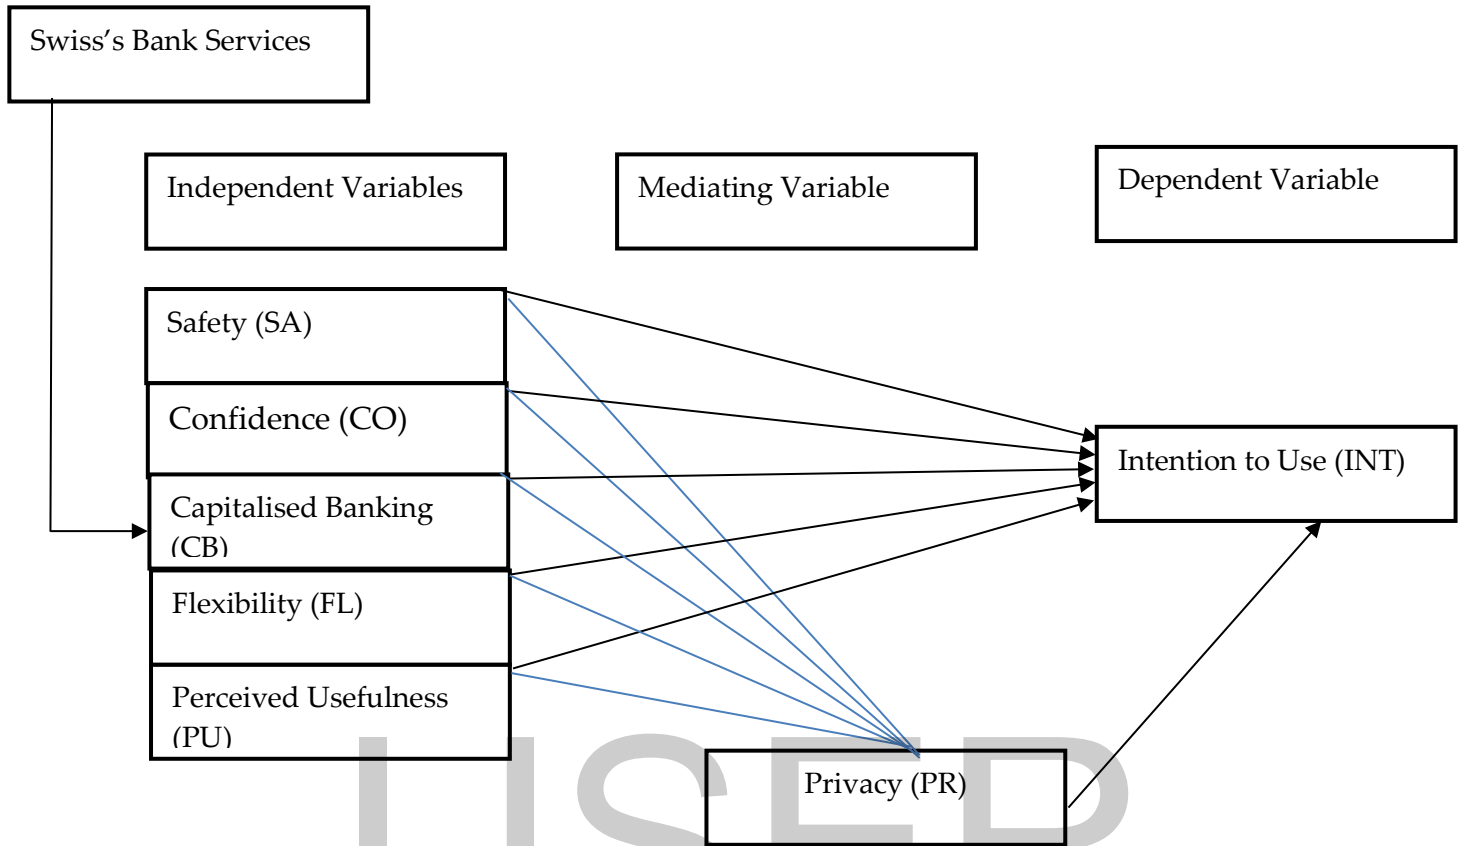 Swiss’s Bank Services
Independent Variables
Mediating Variable
Dependent Variable
Safety (SA)
Confidence (CO)
Capitalised Banking
(CB)
Flexibility (FL)
Perceived Usefulness
(PU)
Intention to Use (INT)
Privacy (PR)